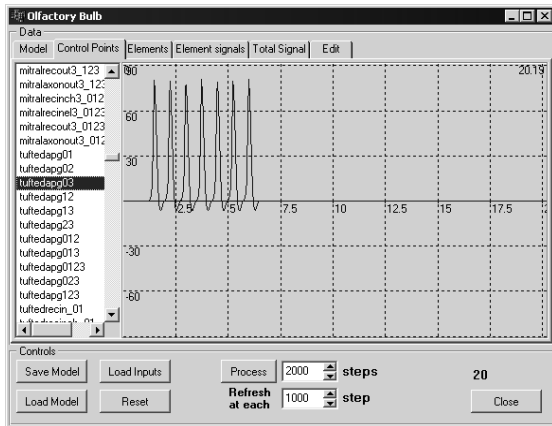 Olfactory Bulb
Data
Model Control Points Elements Element signals Total Signal Edit
mitralrecout3_123
mitralaxonout3_123
mitralrecinch3_012
mitralrecinel3_0123
mitralrecout3_0123
mitralaxonout3_012
tuftedapg01
tuftedapg02
tuftedapg03
tuftedapg12
tuftedapg13
tuftedapg23
tuftedapg012
tuftedapg013
tuftedapg0123
tuftedapg023
tuftedapg123
tuftedrecin_01
90 20.19
60
30
2.5 5 7.5 10 12.5 15 17.5
-30
-60
Controls
Save Model Load Inputs Process 2000 steps 20
Load Model Reset Refresh at each 1000 step Close